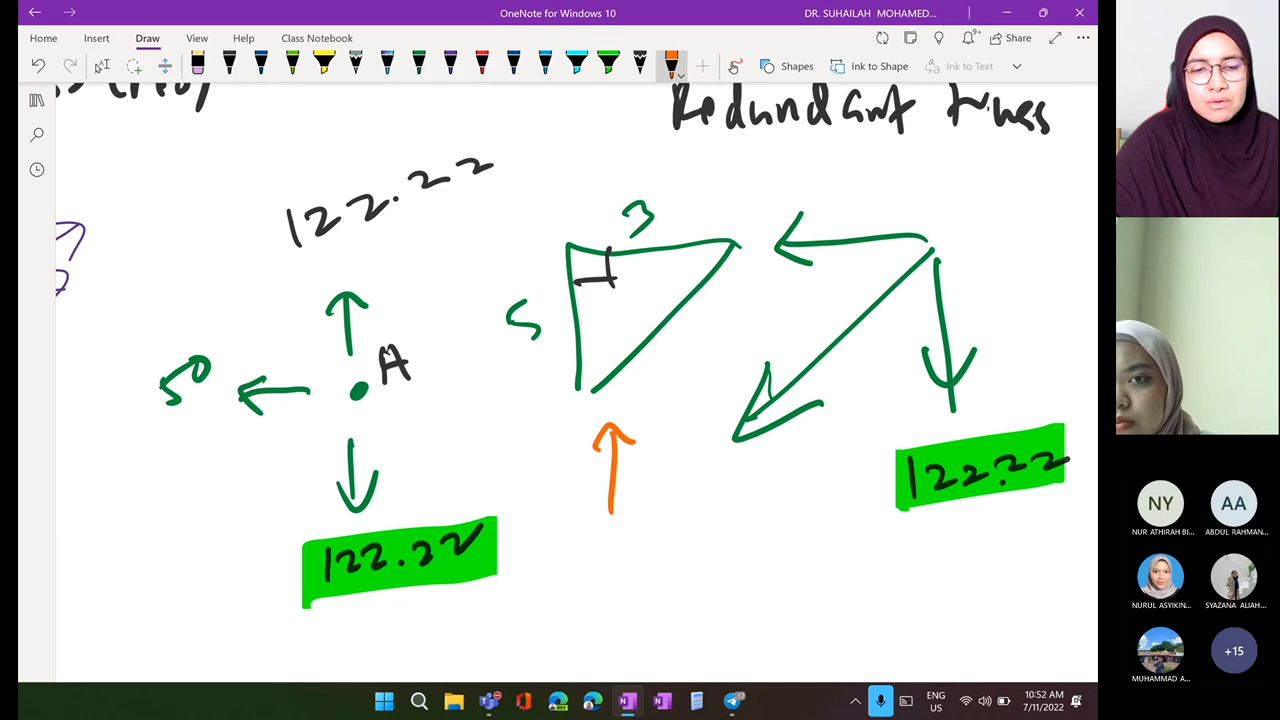 OneNote for Windows 10
DR. SUHAILAH MOHAMED...
Home Insert Draw View Help Class Notebook
9+ Share
Shapes Ink to Shape Ink to Text
Redundant truss
122.22
3
5
50
A
122.22
122.22
NY
NUR ATHIRAH BI...
AA
ABDUL RAHMAN...
NURUL ASYIKIN...
SYAZANA ALIAH...
MUHAMMAD A...
+15
ENG
US
10:52 AM
7/11/2022